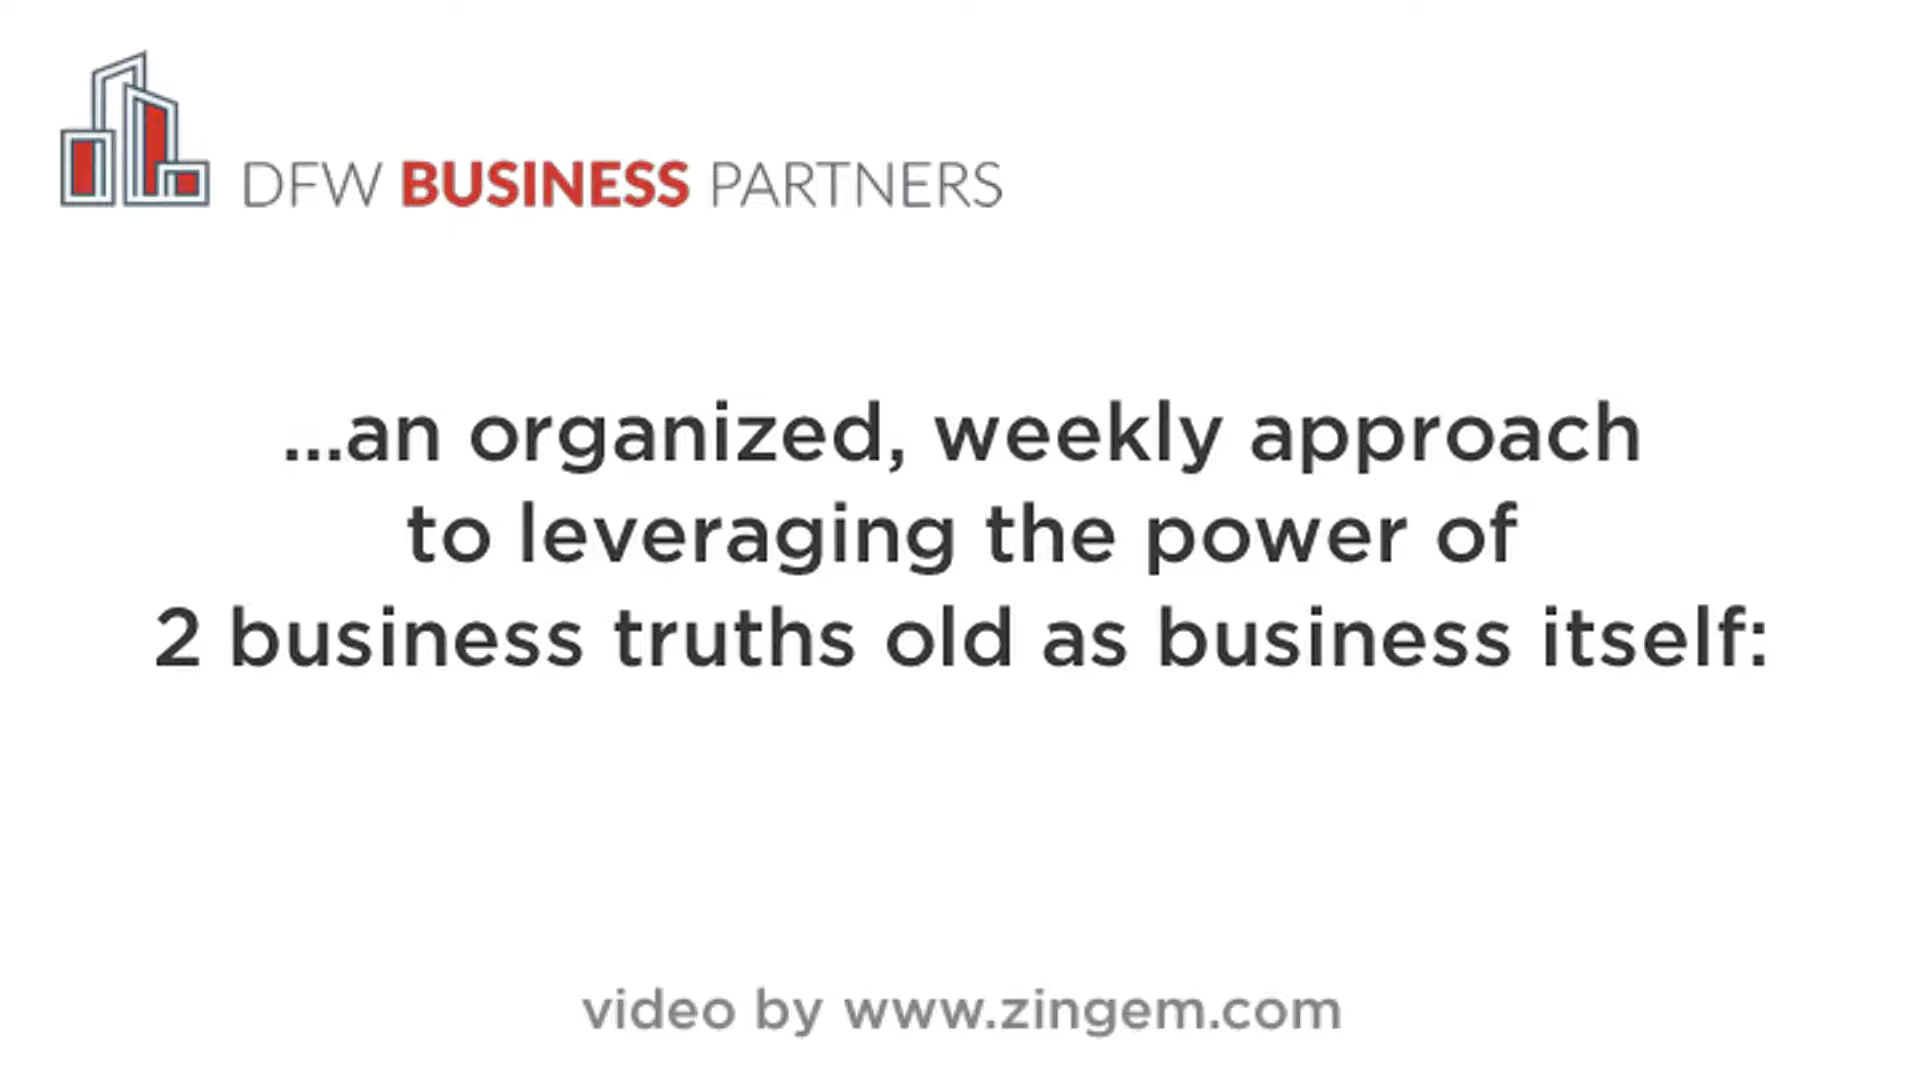 DFW BUSINESS PARTNERS
...an organized, weekly approach
to leveraging the power of
2 business truths old as business itself:
video by www.zingem.com